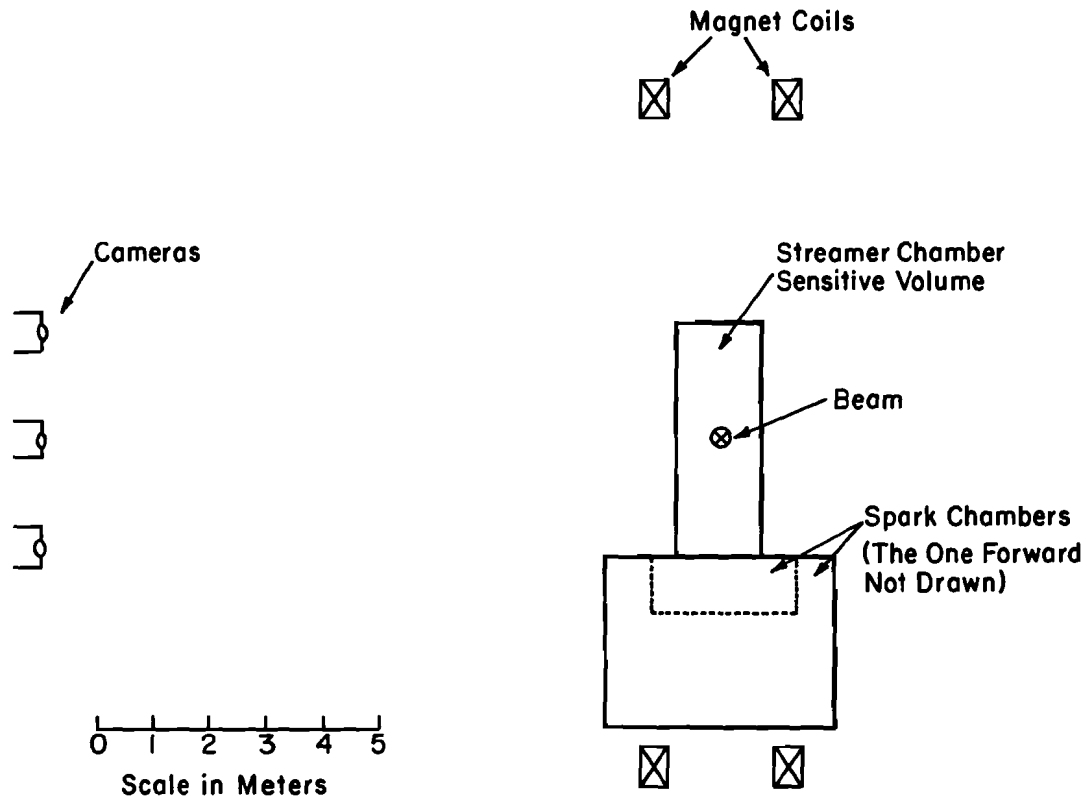 Magnet Coils
Cameras
Streamer Chamber
Sensitive Volume
Beam
Spark Chambers
(The One Forward
Not Drawn)
0 1 2 3 4 5
Scale in Meters